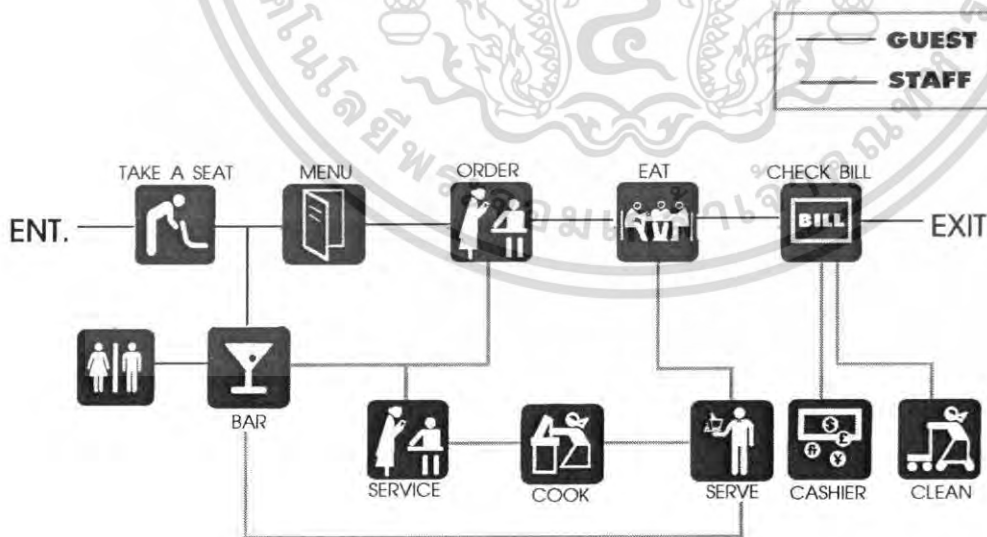 GUEST
STAFF
TAKE A SEAT
MENU
ORDER
EAT
CHECK BILL
ENT.
BILL
EXIT
BAR
SERVICE
COOK
SERVE
CASHIER
CLEAN